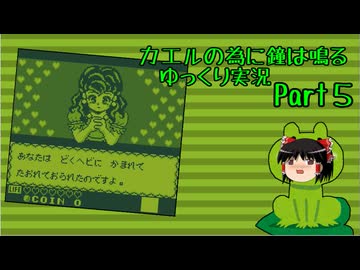 カエルの為に鐘は鳴る
ゆっくり実況
Part5
あなたは どくヘビに かまれて
たおれておられたのですよ。
LIFE
COIN 0